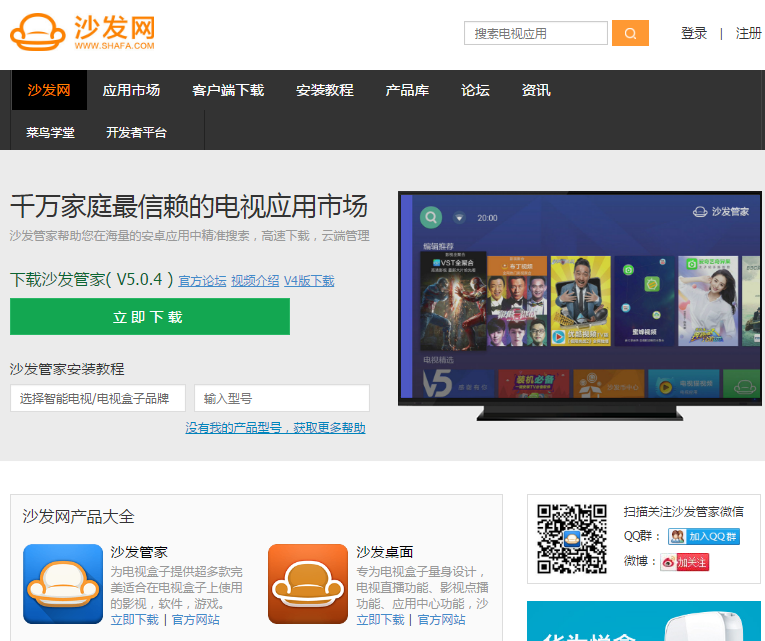 沙发网
WWW.SHAFA.COM
搜索电视应用
登录 | 注册
沙发网 应用市场 客户端下载 安装教程 产品库 论坛 资讯
菜鸟学堂 开发者平台
千万家庭最信赖的电视应用市场
沙发管家帮助您在海量的安卓应用中精准搜索，高速下载，云端管理
下载沙发管家( V5.0.4 ) 官方论坛 视频介绍 V4版下载
立即下载
沙发管家安装教程
选择智能电视/电视盒子品牌 输入型号
没有我的产品型号，获取更多帮助
20:00 沙发管家
编辑推荐
VST全聚合
蜜蜂视频
电视精选
V5 装机必备
沙发网产品大全
沙发管家
为电视盒子提供超多款完
美适合在电视盒子上使用
的影视，软件，游戏。
立即下载 | 官方网站
沙发桌面
专为电视盒子量身设计，
电视直播功能、影视点播
功能、应用中心功能，沙
立即下载 | 官方网站
扫描关注沙发管家微信
QQ群： 加入QQ群
微博： 加关注